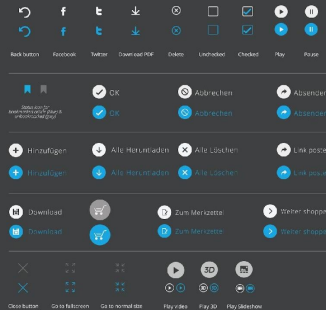 Back button Facebook Twitter Download PDF Delete Unchecked Checked Play Pause
OK Abbrechen Absender
OK Abbrechen Absender
Hinzufügen Alle Herunterladen Alle Löschen Link poste
Hinzufügen Alle Herunterladen Alle Löschen Link poste
Download Zum Merkzettel Weiter shoppe
Download Zum Merkzettel Weiter shoppe
3D
3D
Close button Go to fullscreen Go to normal size Play video Play 3D Play Slideshow